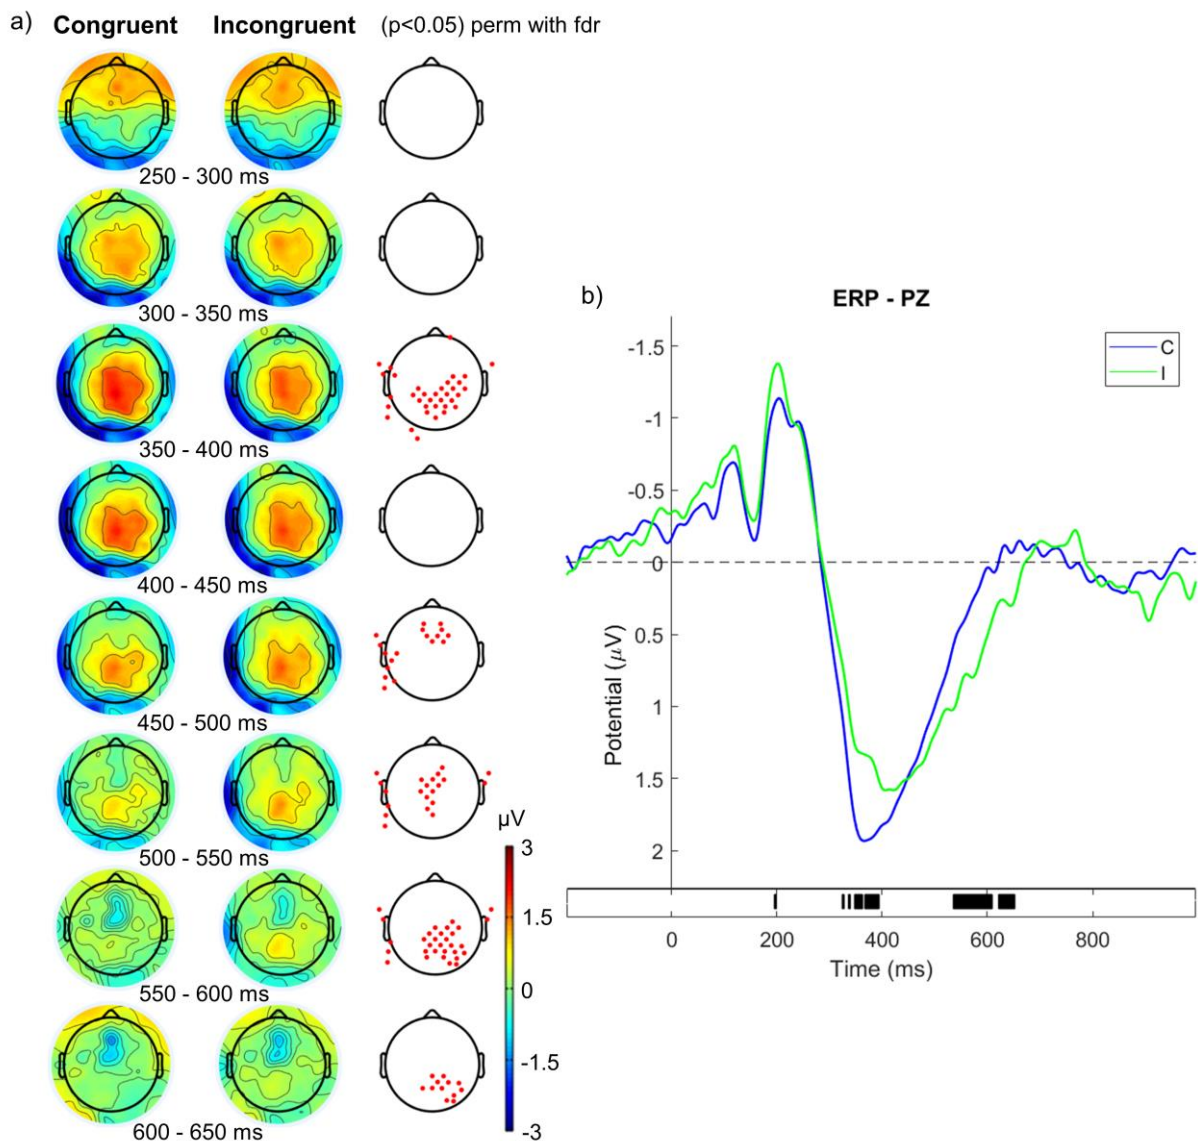 a) Congruent Incongruent (p<0.05) perm with fdr
250 - 300 ms
300 - 350 ms
350 - 400 ms
400 - 450 ms
450 - 500 ms
500 - 550 ms
550 - 600 ms
600 - 650 ms
µV
3
1.5
0
-1.5
-3
b) ERP - PZ
C
I
-1.5
-1
-0.5
0
0.5
1
1.5
2
Potential (µV)
0 200 400 600 800
Time (ms)